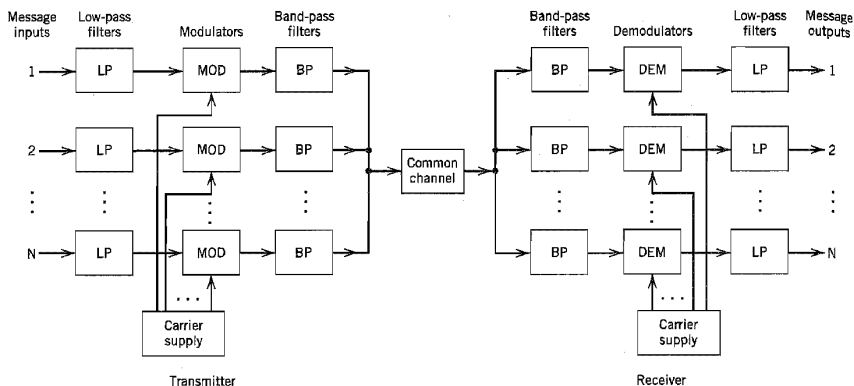 Message inputs
Low-pass filters
Modulators
Band-pass filters
Band-pass filters
Demodulators
Low-pass filters
Message outputs
1
LP
MOD
BP
BP
DEM
LP
1
2
LP
MOD
BP
Common channel
BP
DEM
LP
2
N
LP
MOD
BP
BP
DEM
LP
N
Carrier supply
Carrier supply
Transmitter
Receiver